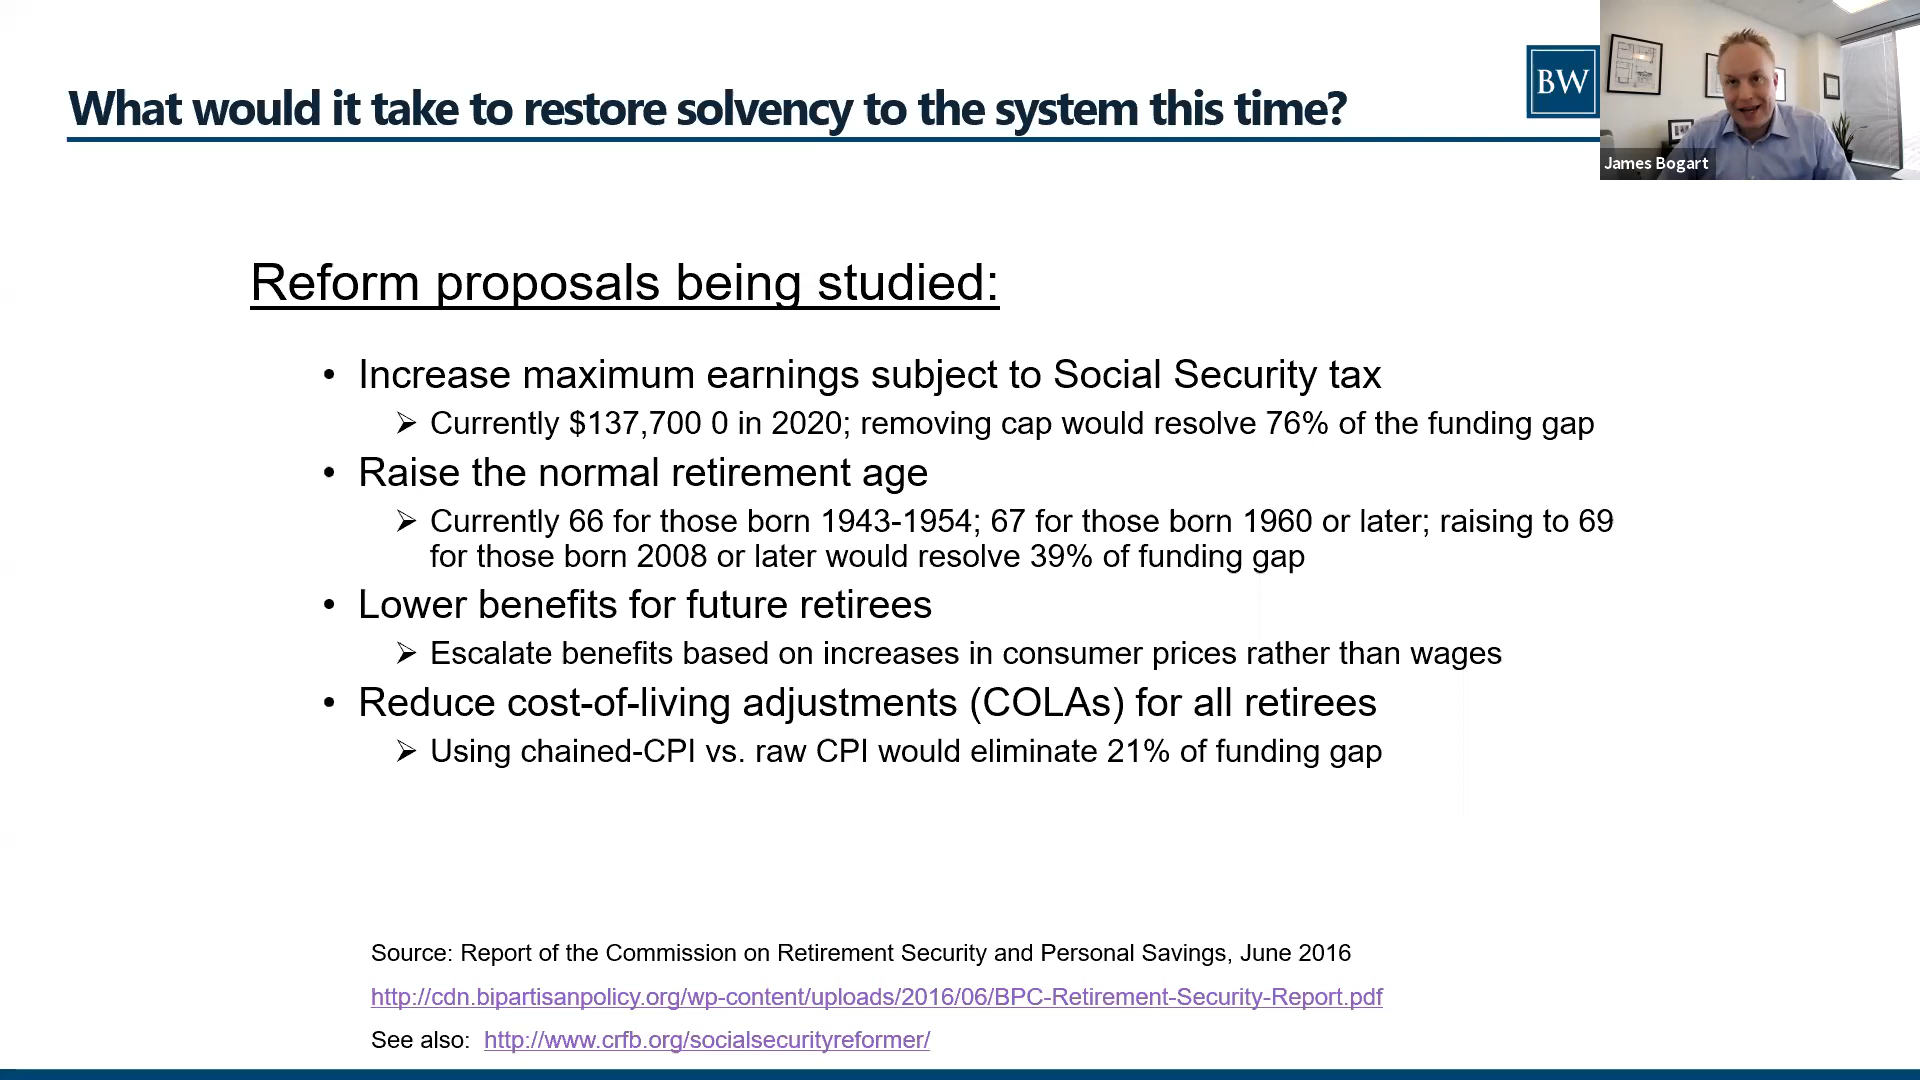 What would it take to restore solvency to the system this time?
BW
James Bogart
Reform proposals being studied:
• Increase maximum earnings subject to Social Security tax
➢ Currently $137,700 0 in 2020; removing cap would resolve 76% of the funding gap
• Raise the normal retirement age
➢ Currently 66 for those born 1943-1954; 67 for those born 1960 or later; raising to 69
for those born 2008 or later would resolve 39% of funding gap
• Lower benefits for future retirees
➢ Escalate benefits based on increases in consumer prices rather than wages
• Reduce cost-of-living adjustments (COLAs) for all retirees
➢ Using chained-CPI vs. raw CPI would eliminate 21% of funding gap
Source: Report of the Commission on Retirement Security and Personal Savings, June 2016
http://cdn.bipartisanpolicy.org/wp-content/uploads/2016/06/BPC-Retirement-Security-Report.pdf
See also: http://www.crfb.org/socialsecurityreformer/